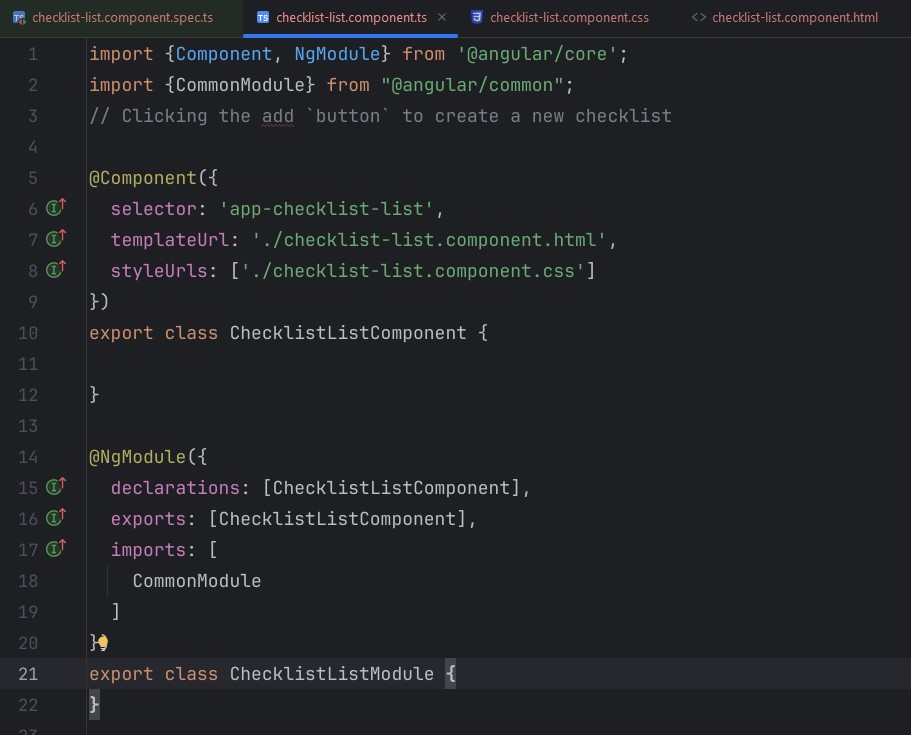 checklist-list.component.spec.ts checklist-list.component.ts checklist-list.component.css <> checklist-list.component.html
1 import {Component, NgModule} from '@angular/core';
2 import {CommonModule} from "@angular/common";
3 // Clicking the add `button` to create a new checklist
4
5 @Component({
6 selector: 'app-checklist-list',
7 templateUrl: './checklist-list.component.html',
8 styleUrls: ['./checklist-list.component.css']
9 })
10 export class ChecklistListComponent {
11
12 }
13
14 @NgModule({
15 declarations: [ChecklistListComponent],
16 exports: [ChecklistListComponent],
17 imports: [
18 CommonModule
19 ]
20 }
21 export class ChecklistListModule {
22 }